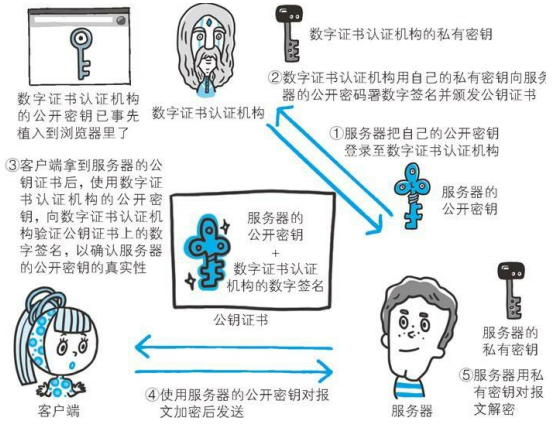 数字证书认证机构
的公开密钥已事先
植入到浏览器里了
数字证书认证机构
数字证书认证机构的私有密钥
②数字证书认证机构用自己的私有密钥向服务
器的公开密码署数字签名并颁发公钥证书
①服务器把自己的公开密钥
登录至数字证书认证机构
服务器的
公开密钥
③客户端拿到服务器的公
钥证书后，使用数字证
书认证机构的公开密
钥，向数字证书认证机
构验证公钥证书上的数
字签名，以确认服务器
的公开密钥的真实性
服务器的
公开密钥
+
数字证书认证
机构的数字签名
公钥证书
服务器的
私有密钥
⑤服务器用私
有密钥对报
文解密
④使用服务器的公开密钥对报
文加密后发送
客户端
服务器